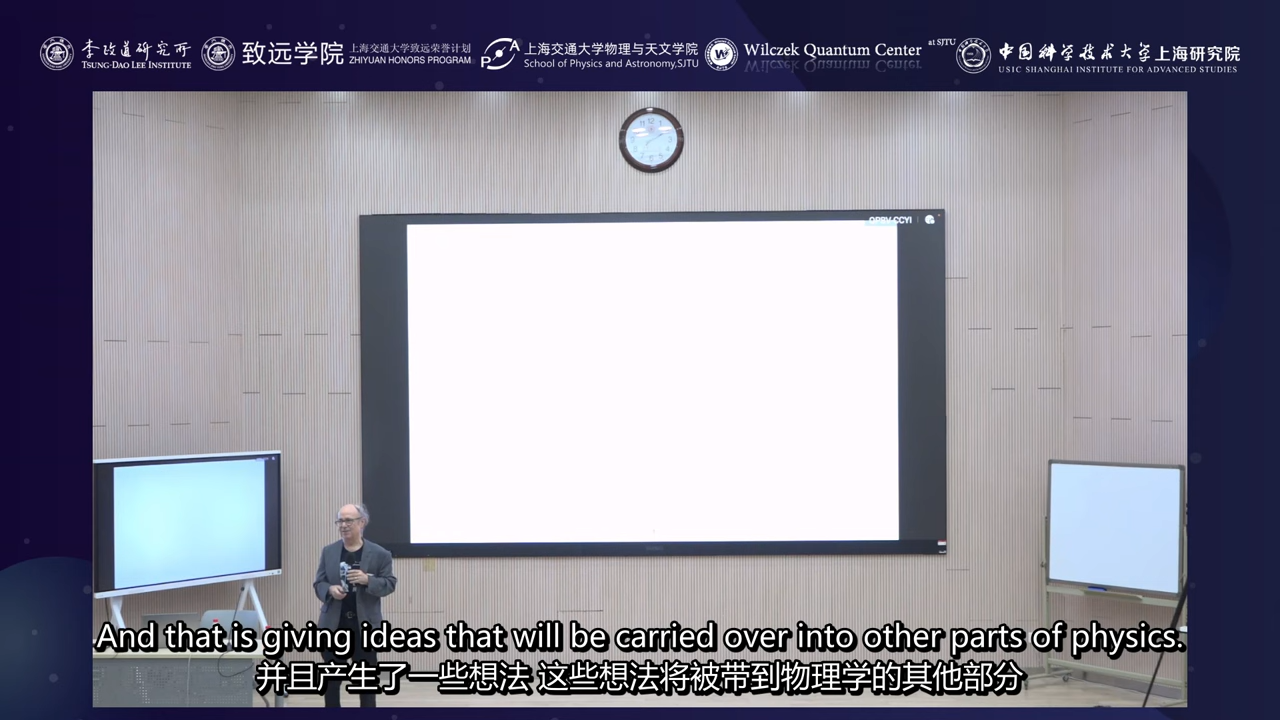 李政道研究所
TSUNG-DAO LEE INSTITUTE
致远学院
上海交通大学致远荣誉计划
ZHIYUAN HONORS PROGRAM
P A
上海交通大学物理与天文学院
School of Physics and Astronomy,SJTU
W
Wilczek Quantum Center
at SJTU
中国科学技术大学上海研究院
USTC SHANGHAI INSTITUTE FOR ADVANCED STUDIES
And that is giving ideas that will be carried over into other parts of physics.
并且产生了一些想法 这些想法将被带到物理学的其他部分